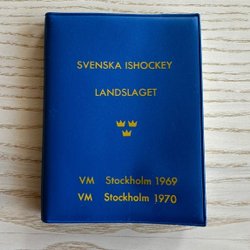 SVENSKA ISHOCKEY
LANDSLAGET
VM Stockholm 1969
VM Stockholm 1970